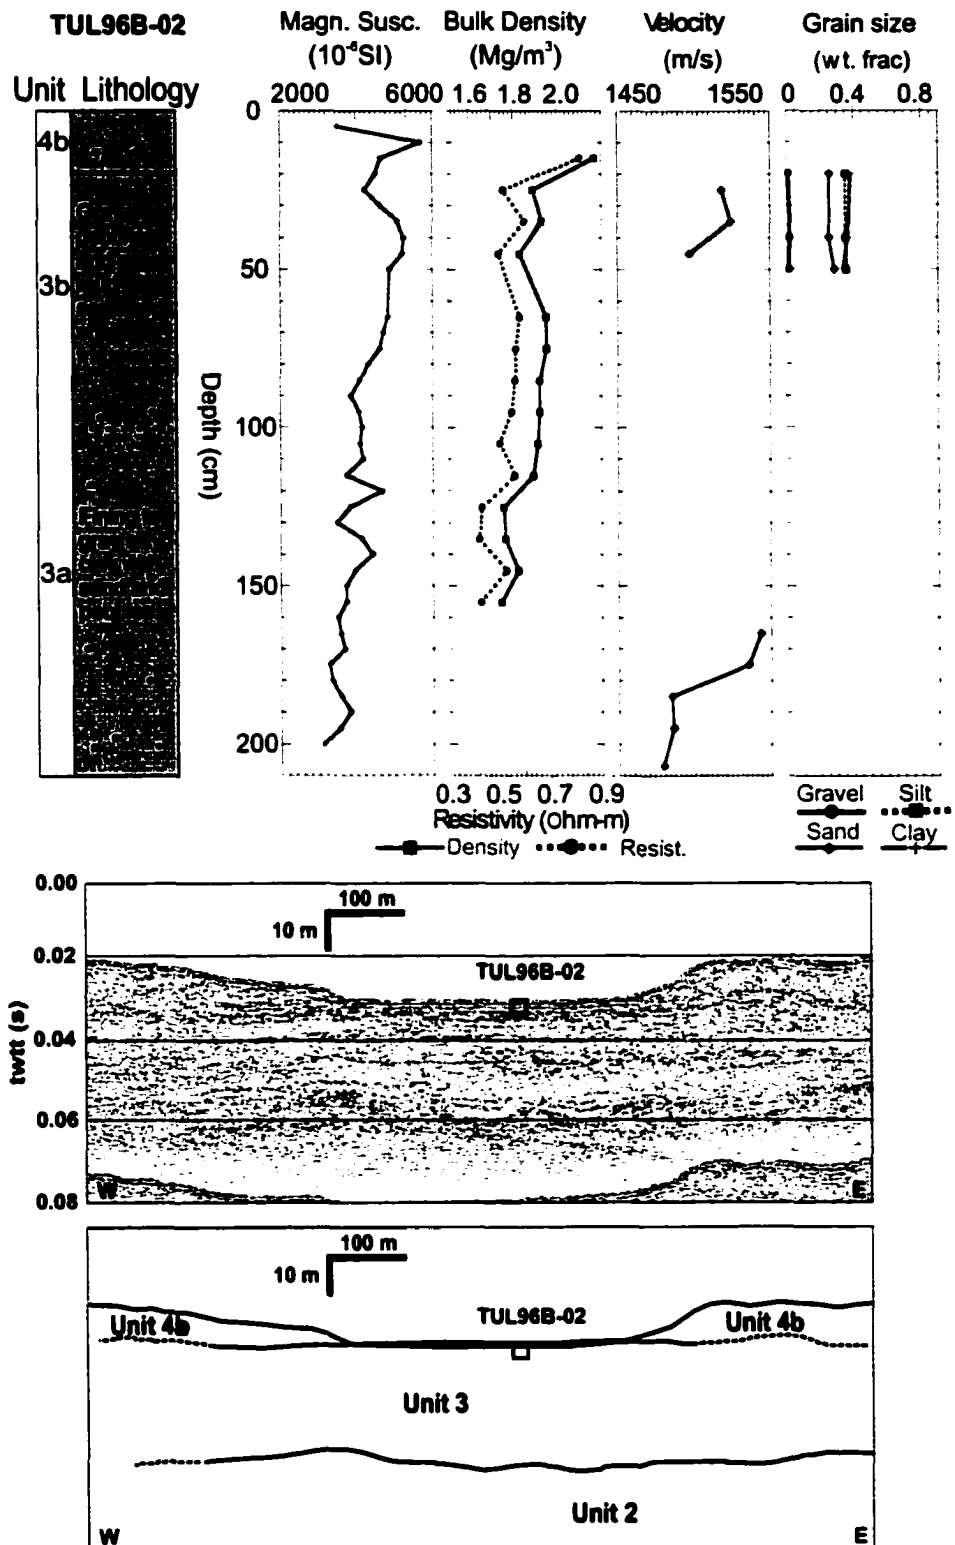 TUL96B-02
Magn. Susc. Bulk Density Velocity Grain size
(10⁻⁶SI) (Mg/m³) (m/s) (wt. frac)
Unit Lithology
2000 6000 1.6 1.8 2.0 1450 1550 0 0.4 0.8
0
4b
50
3b
Depth (cm)
100
3a
150
200
0.3 0.5 0.7 0.9
Resistivity (Ohm-m)
Density Resist.
Gravel Silt
Sand Clay
0.00
100 m
10 m
0.02
TUL96B-02
twtt (s)
0.04
0.06
0.08
W E
100 m
10 m
TUL96B-02
Unit 4b Unit 4b
Unit 3
Unit 2
W E